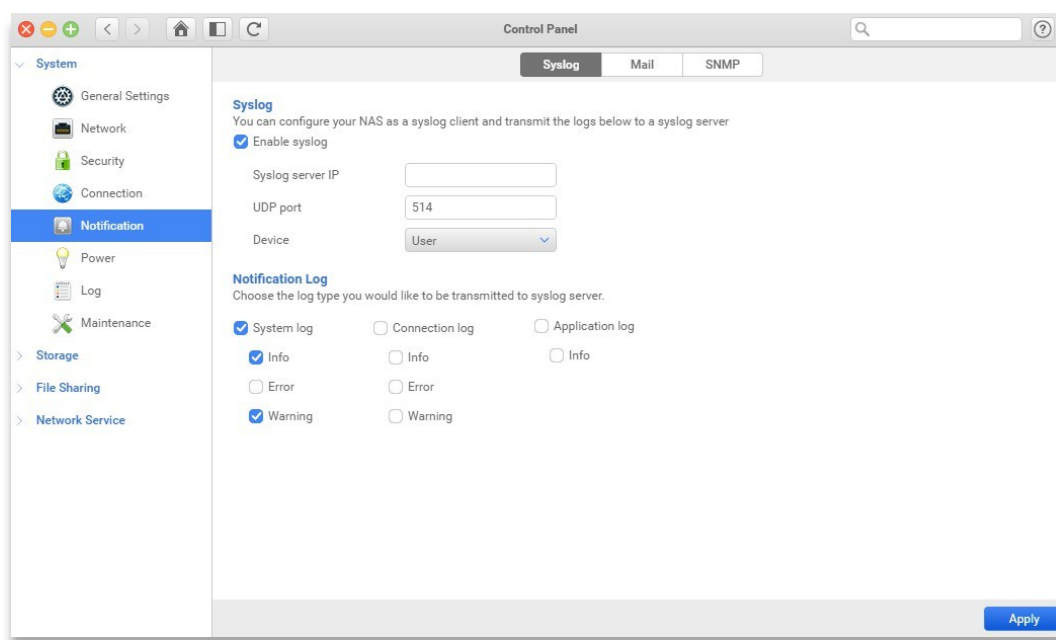 Control Panel
System
General Settings
Network
Security
Connection
Notification
Power
Log
Maintenance
Storage
File Sharing
Network Service
Syslog Mail SNMP
Syslog
You can configure your NAS as a syslog client and transmit the logs below to a syslog server
Enable syslog
Syslog server IP
UDP port 514
Device User
Notification Log
Choose the log type you would like to be transmitted to syslog server.
System log Connection log Application log
Info Info Info
Error Error
Warning Warning
Apply